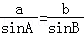 a/sinA = b/sinB